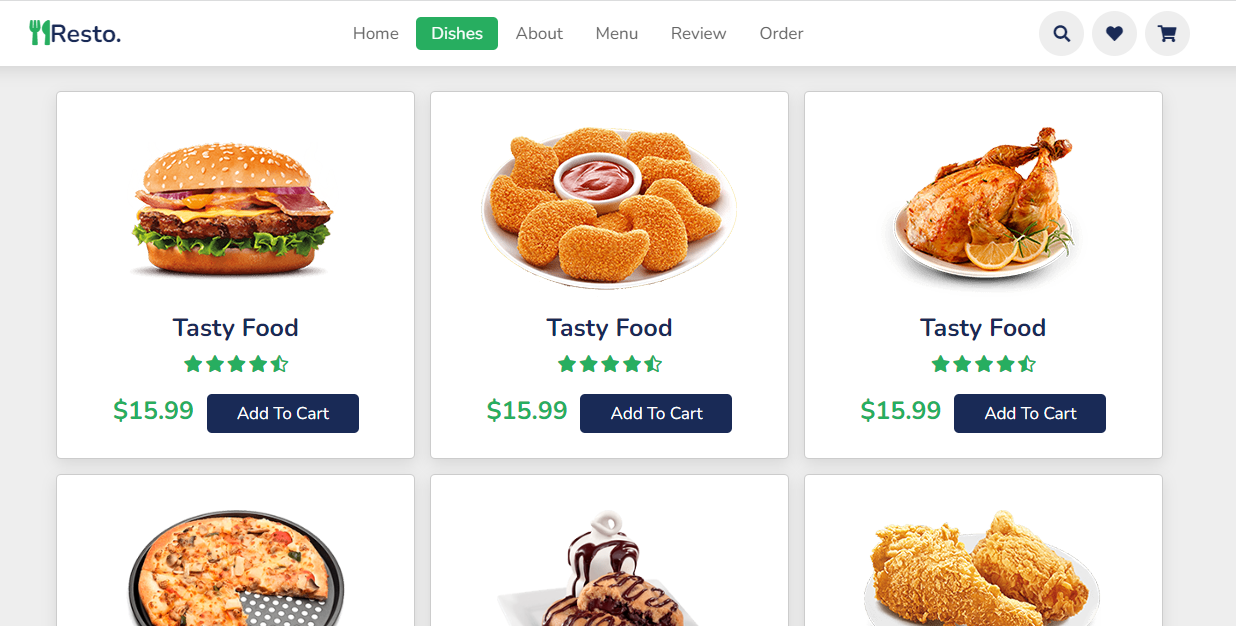 Resto.
Home Dishes About Menu Review Order
Tasty Food Tasty Food Tasty Food
$15.99 Add To Cart $15.99 Add To Cart $15.99 Add To Cart